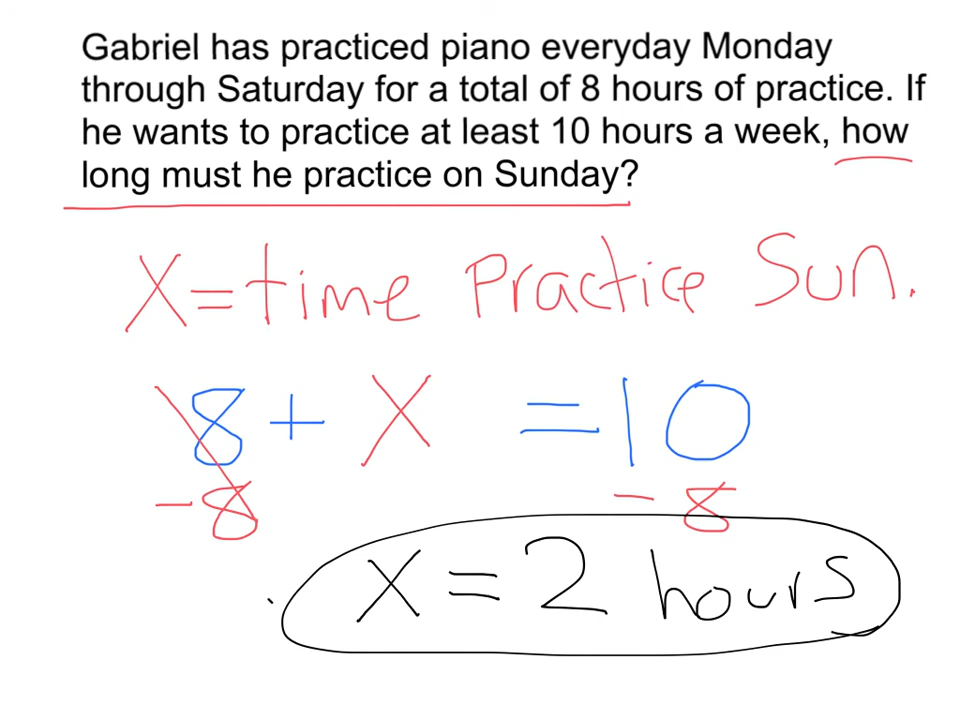 Gabriel has practiced piano everyday Monday
through Saturday for a total of 8 hours of practice. If
he wants to practice at least 10 hours a week, how
long must he practice on Sunday?
X = time Practice Sun.
8 + X = 10
-8 - 8
X = 2 hours